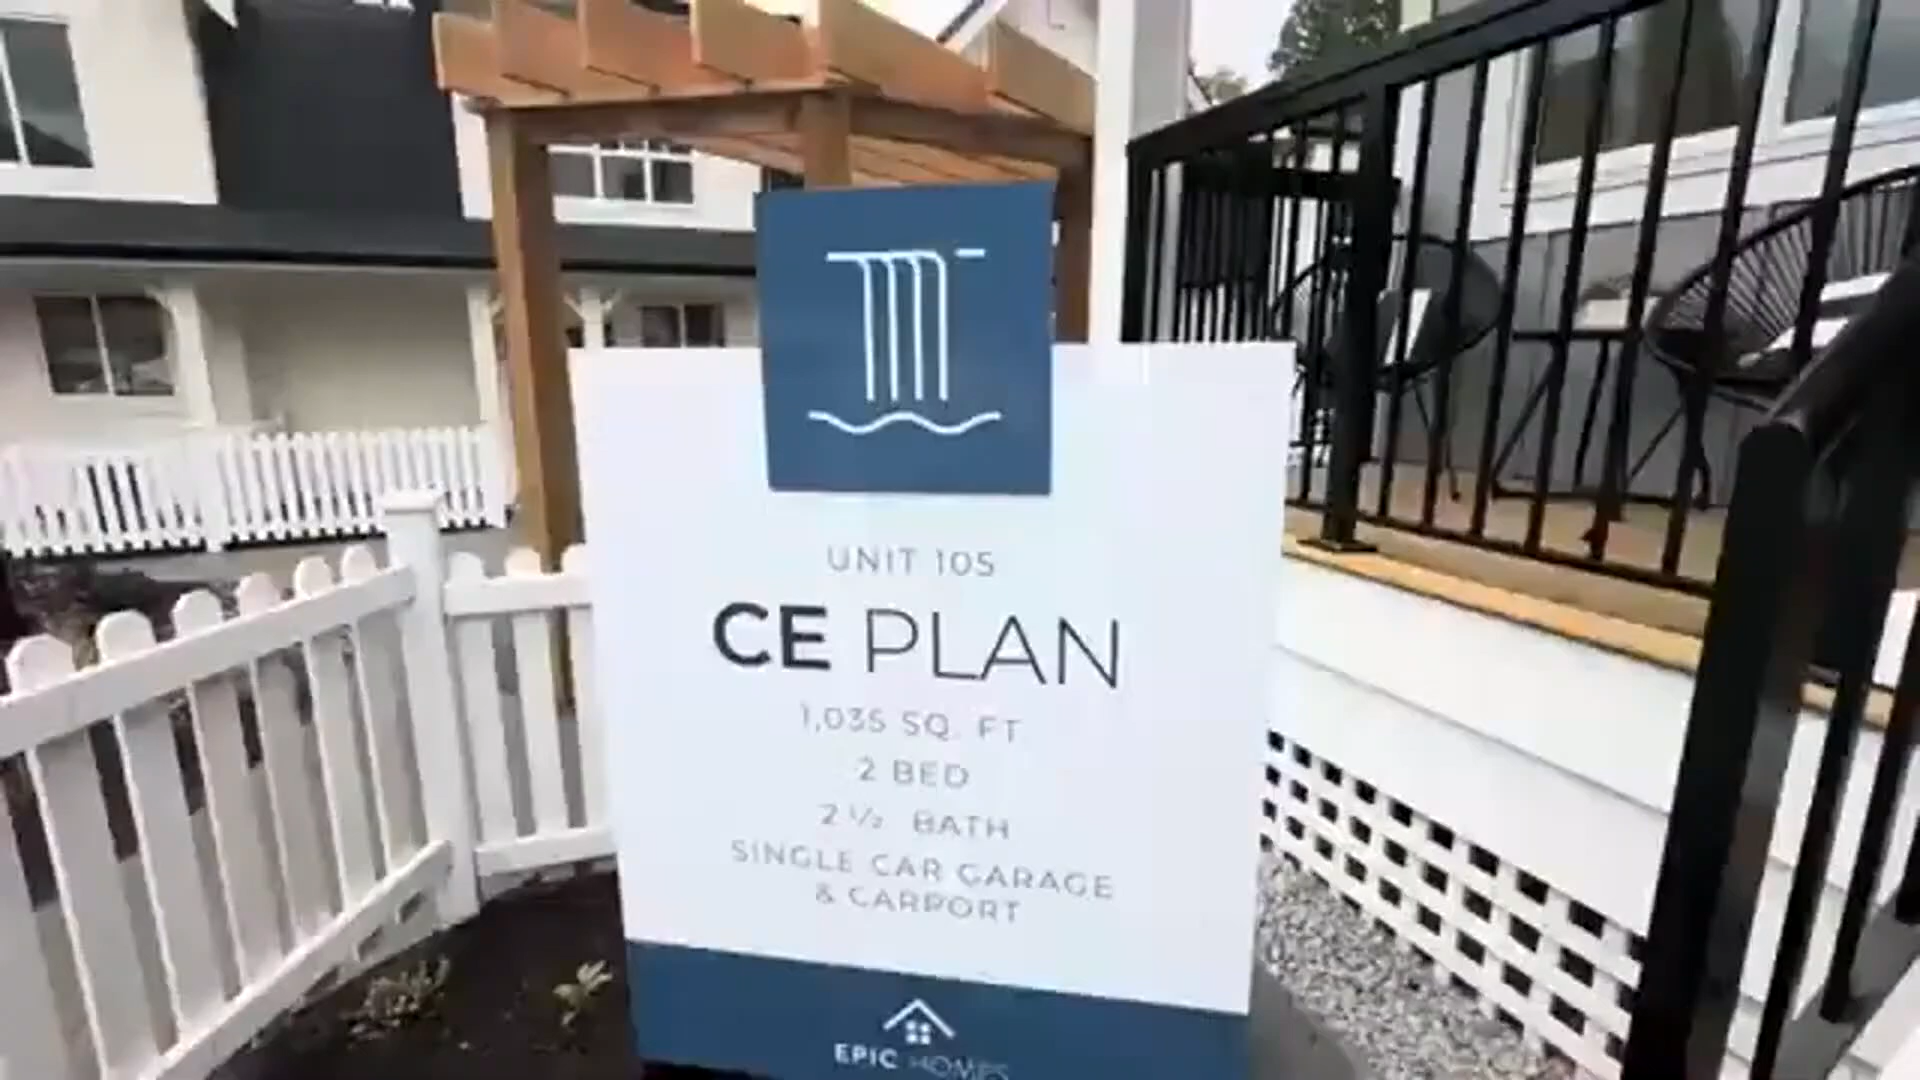 UNIT 105
CE PLAN
1,035 SQ. FT
2 BED
2 1/2 BATH
SINGLE CAR GARAGE
& CARPORT
EPIC HOMES